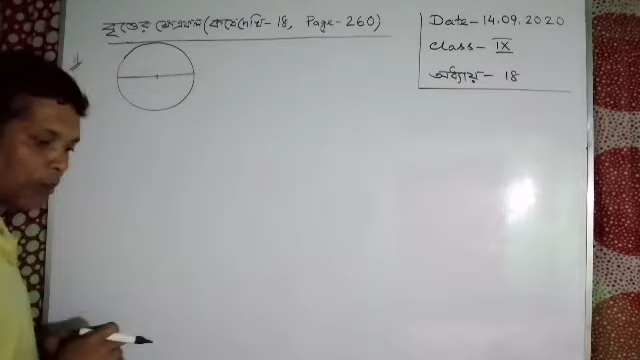 বৃত্তের ক্ষেত্রফল (কষে দেখি- 18, Page- 260)
Date- 14.09.2020
Class- IX
অধ্যায়- 18